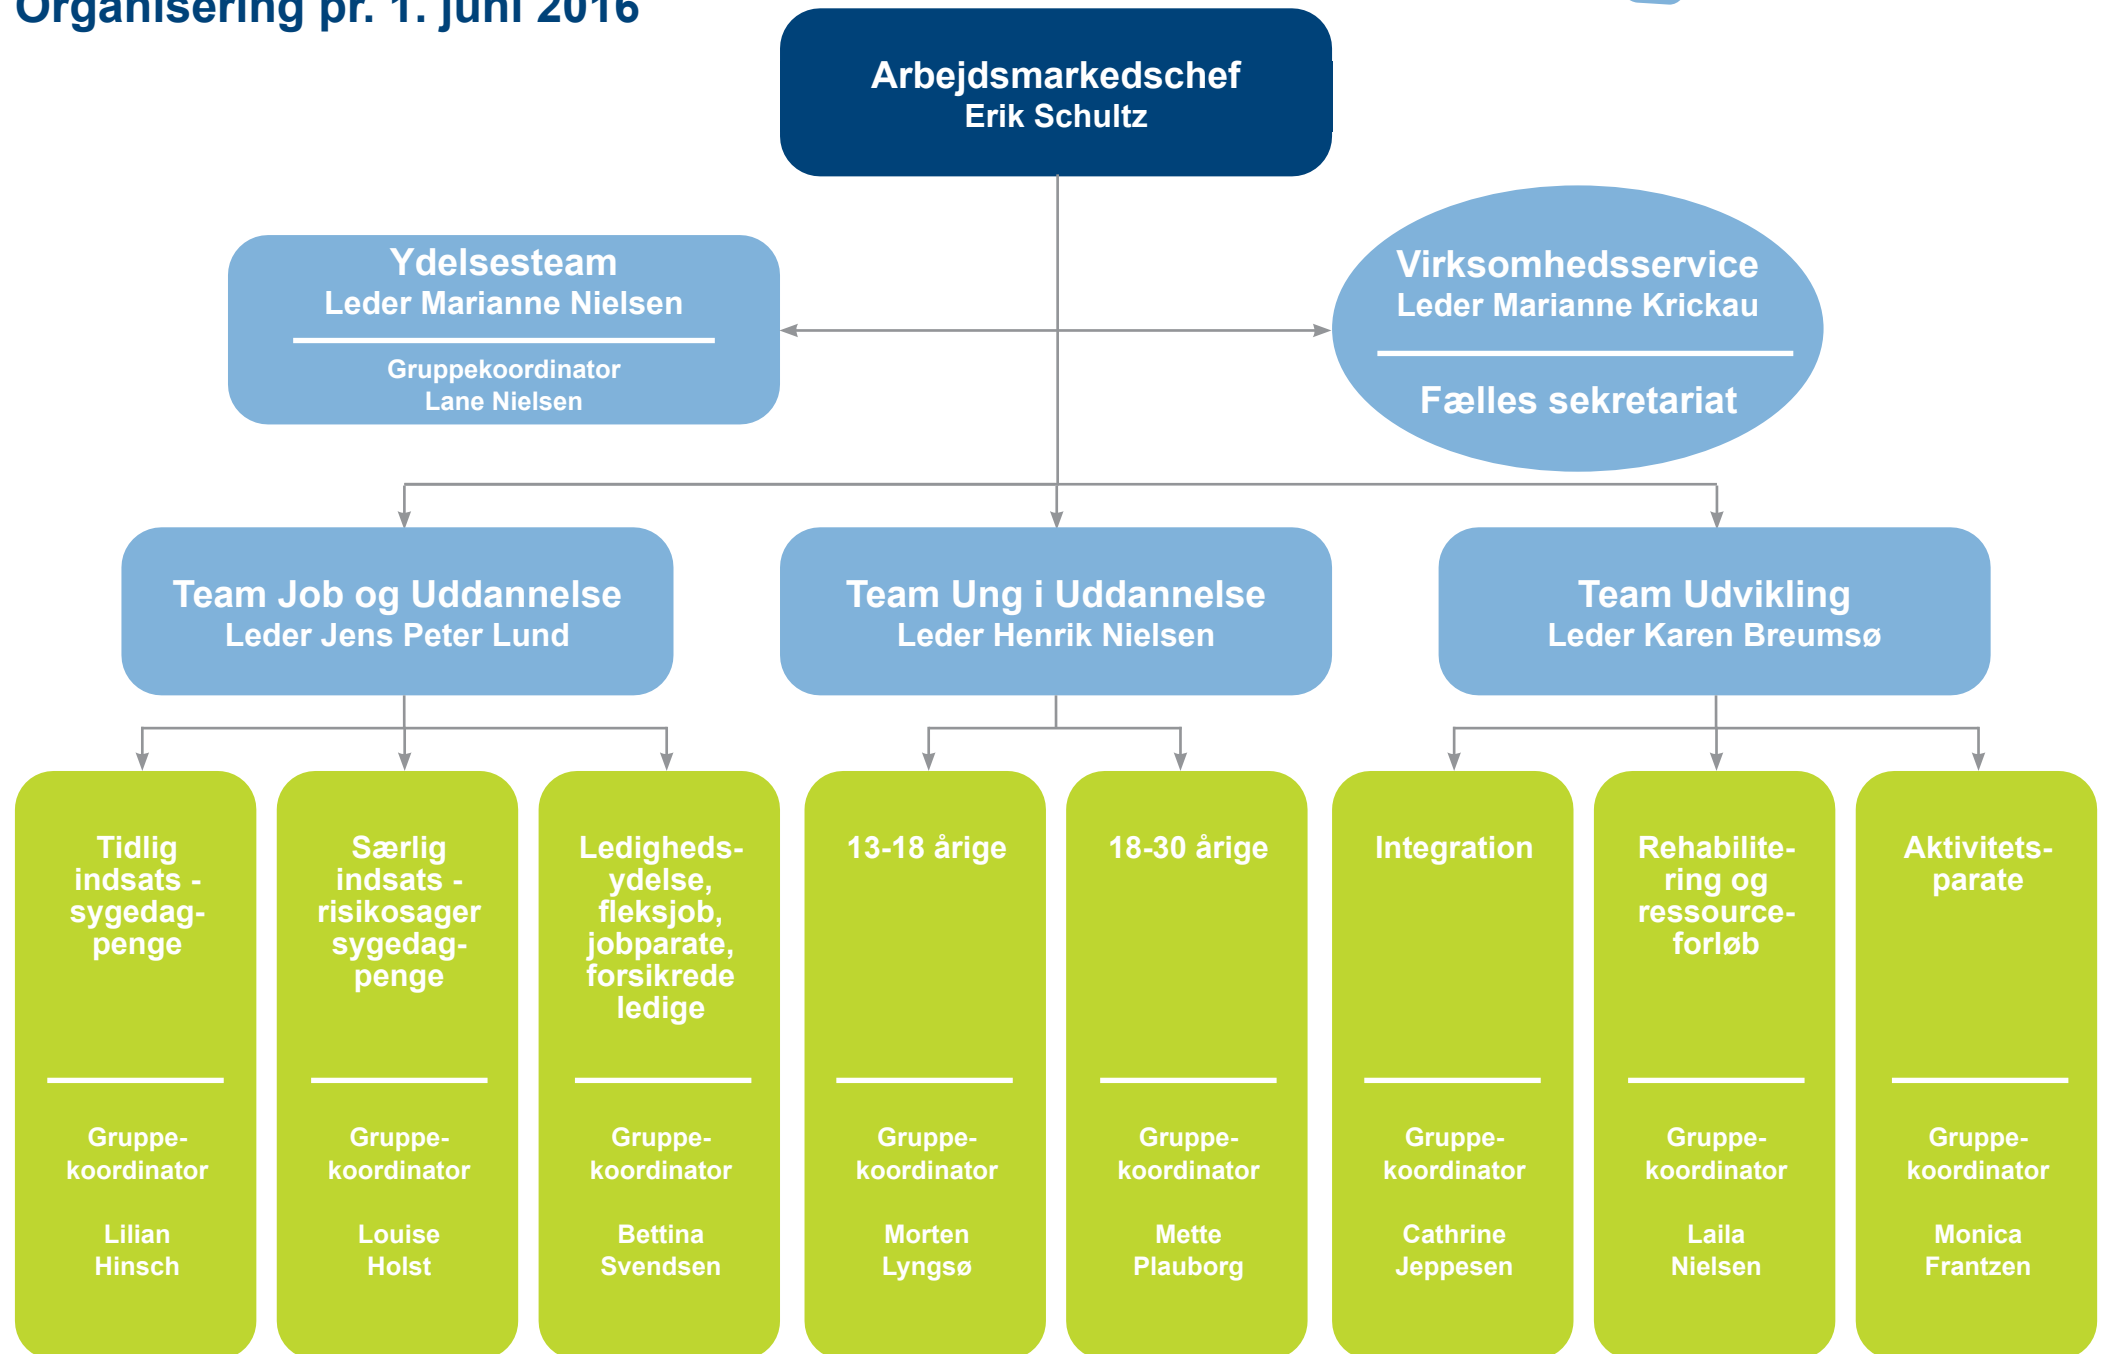 Organisering pr. 1. juni 2016
Arbejdsmarkedschef
Erik Schultz
Ydelsesteam
Leder Marianne Nielsen
Gruppekoordinator
Lane Nielsen
Virksomhedsservice
Leder Marianne Krickau
Fælles sekretariat
Team Job og Uddannelse
Leder Jens Peter Lund
Team Ung i Uddannelse
Leder Henrik Nielsen
Team Udvikling
Leder Karen Breumsø
Tidlig
indsats -
sygedag-
penge
Gruppe-
koordinator
Lilian
Hinsch
Særlig
indsats -
risikosager
sygedag-
penge
Gruppe-
koordinator
Louise
Holst
Ledigheds-
ydelse,
fleksjob,
jobparate,
forsikrede
ledige
Gruppe-
koordinator
Bettina
Svendsen
13-18 årige
Gruppe-
koordinator
Morten
Lyngsø
18-30 årige
Gruppe-
koordinator
Mette
Plauborg
Integration
Gruppe-
koordinator
Cathrine
Jeppesen
Rehabilite-
ring og
ressource-
forløb
Gruppe-
koordinator
Laila
Nielsen
Aktivitets-
parate
Gruppe-
koordinator
Monica
Frantzen